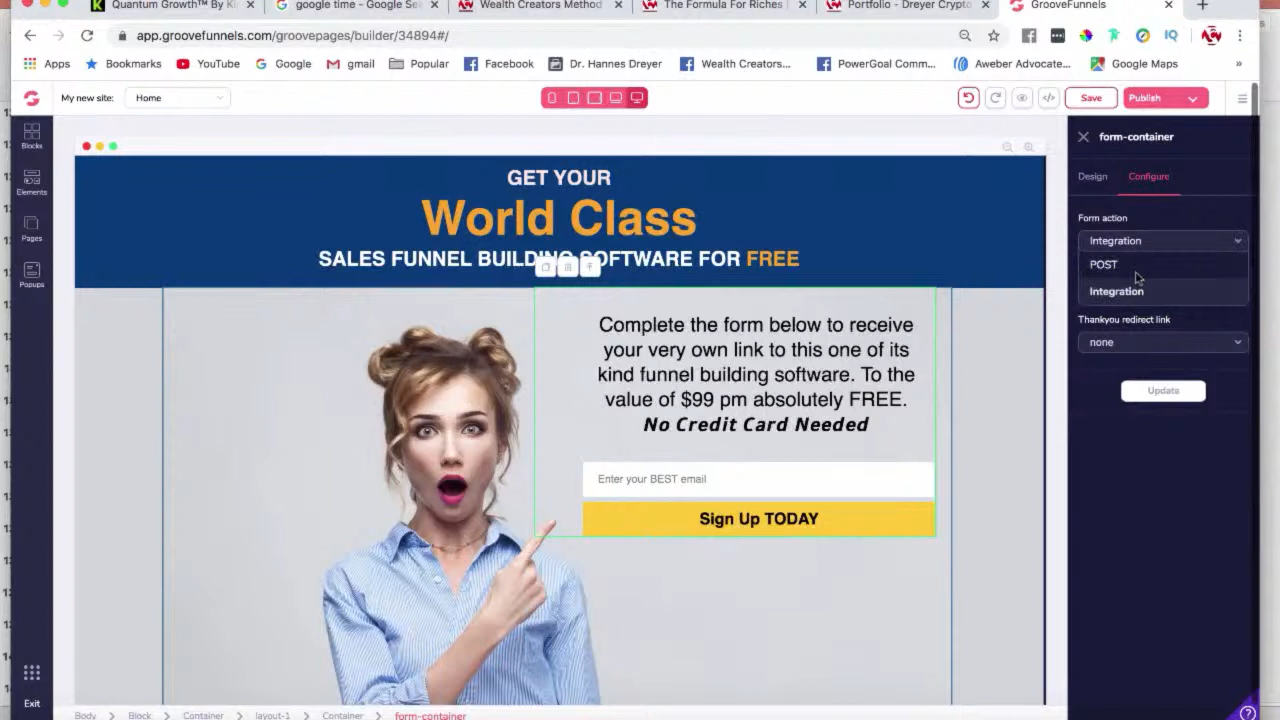 Quantum Growth™ By Ki
google time - Google Se
Wealth Creators Method
The Formula For Riches
Portfolio - Dreyer Crypto
GrooveFunnels
app.groovefunnels.com/groovepages/builder/34894#/
Apps
Bookmarks
YouTube
Google
gmail
Popular
Facebook
Dr. Hannes Dreyer
Wealth Creators...
PowerGoal Comm...
Aweber Advocate...
Google Maps
»
My new site:
Home
Save
Publish
Blocks
Elements
Pages
Popups
Exit
GET YOUR
World Class
SALES FUNNEL BUILDING SOFTWARE FOR FREE
Complete the form below to receive
your very own link to this one of its
kind funnel building software. To the
value of $99 pm absolutely FREE.
No Credit Card Needed
Enter your BEST email
Sign Up TODAY
form-container
Design
Configure
Form action
Integration
POST
Integration
Thankyou redirect link
none
Update
Body > Block > Container > layout-1 > Container > form-container